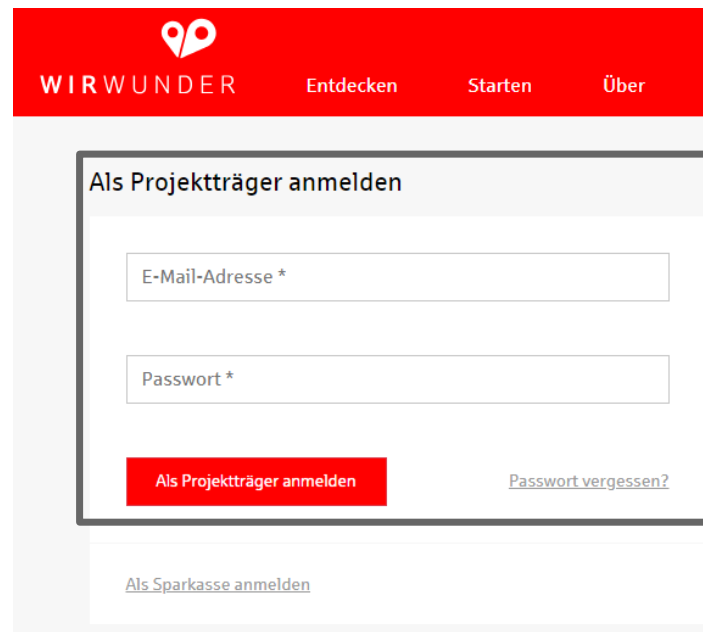 WIRWUNDER Entdecken Starten Über
Als Projektträger anmelden
E-Mail-Adresse *
Passwort *
Als Projektträger anmelden Passwort vergessen?
Als Sparkasse anmelden